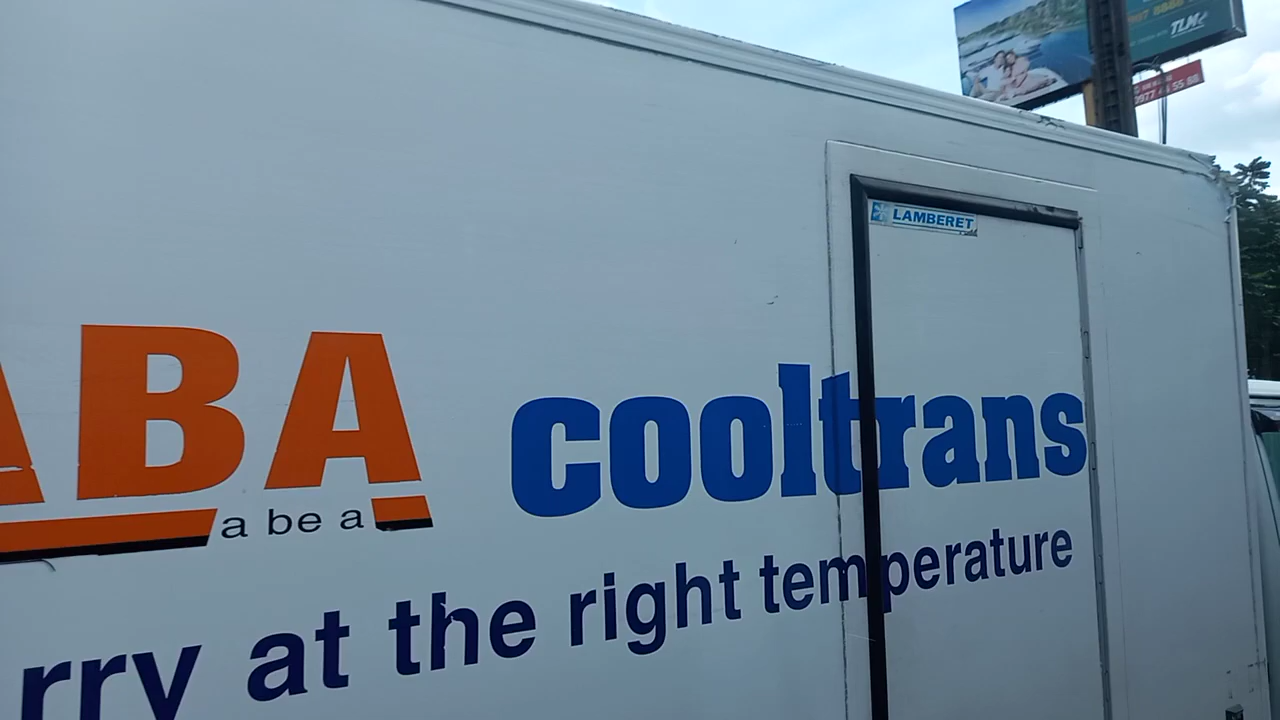 TLM
LAMBERET
ABA cooltrans
a be a
rry at the right temperature